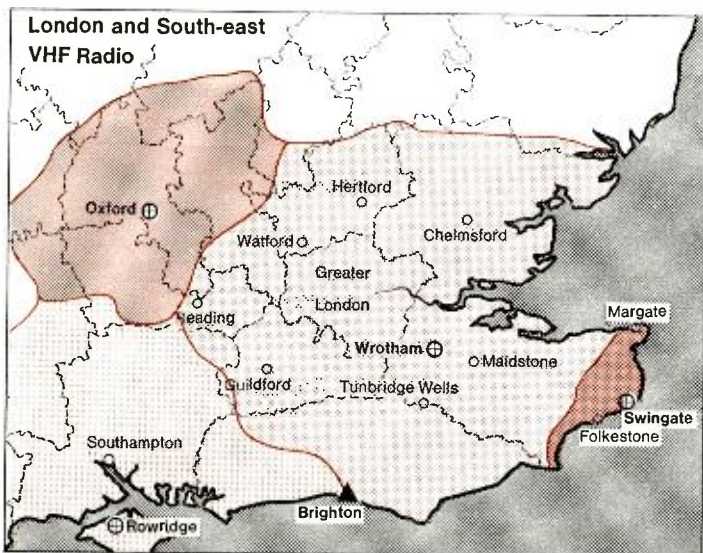 London and South-east
VHF Radio
Hertford
Oxford
Chelmsford
Watford
Greater
London
Reading
Margate
Wrotham
Maidstone
Guildford
Tunbridge Wells
Swingate
Folkestone
Southampton
Brighton
Rowridge